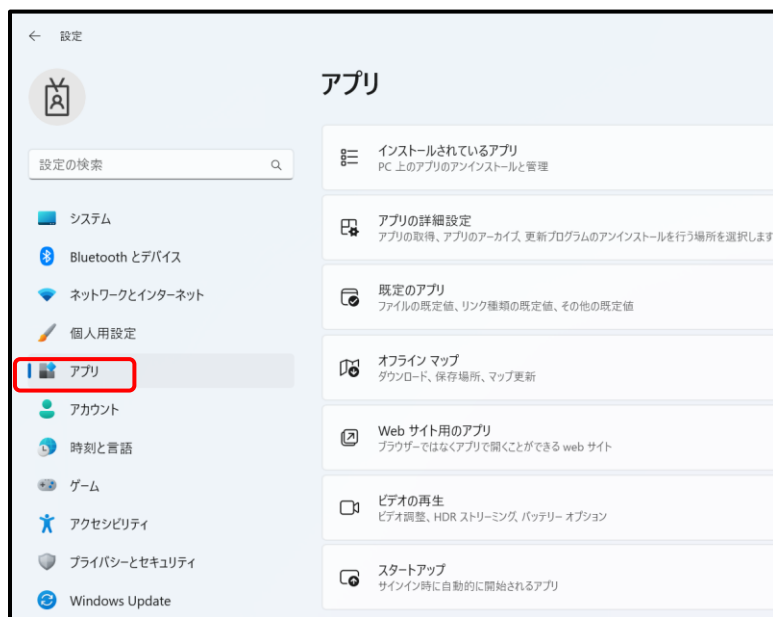 設定
アプリ
設定の検索
システム
Bluetooth とデバイス
ネットワークとインターネット
個人用設定
アプリ
アカウント
時刻と言語
ゲーム
アクセシビリティ
プライバシーとセキュリティ
Windows Update
インストールされているアプリ
PC 上のアプリのアンインストールと管理
アプリの詳細設定
アプリの取得、アプリのアーカイブ、更新プログラムのアンインストールを行う場所を選択します
既定のアプリ
ファイルの既定値、リンク種類の既定値、その他の既定値
オフライン マップ
ダウンロード、保存場所、マップ更新
Web サイト用のアプリ
ブラウザーではなくアプリで開くことができる web サイト
ビデオの再生
ビデオ調整、HDR ストリーミング、バッテリー オプション
スタートアップ
サインイン時に自動的に開始されるアプリ